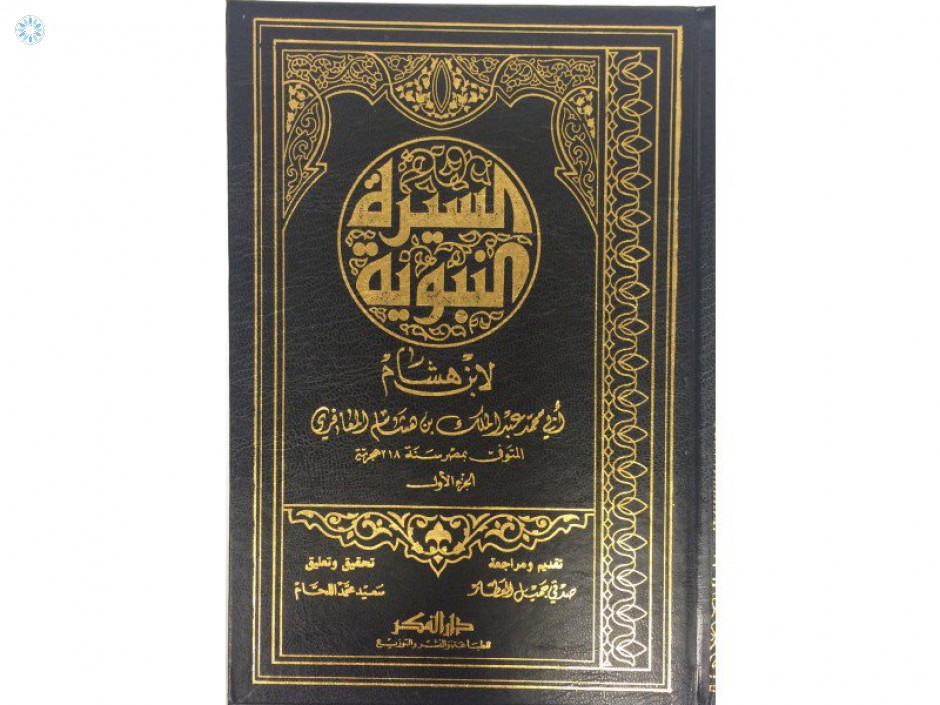 السيرة
النبوية
لابن هشام
أبي محمد عبد الملك بن هشام المعافري
المتوفى بمصر سنة ٢١٨ هجرية
الجزء الأول
تقديم ومراجعة
صدقي جميل العطار
تحقيق وتعليق
سعيد محمد اللحام
دار الفكر
للطباعة والنشر والتوزيع